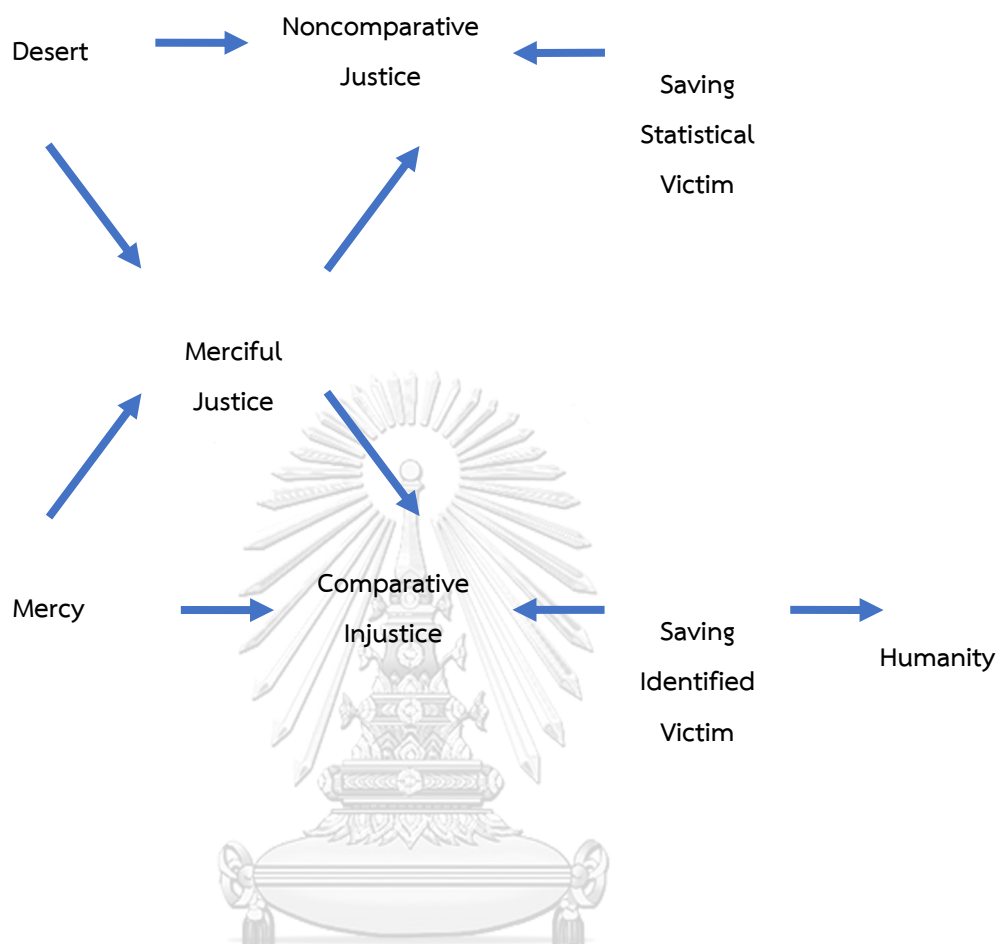 Desert
Noncomparative
Justice
Saving
Statistical
Victim
Merciful
Justice
Mercy
Comparative
Injustice
Saving
Identified
Victim
Humanity